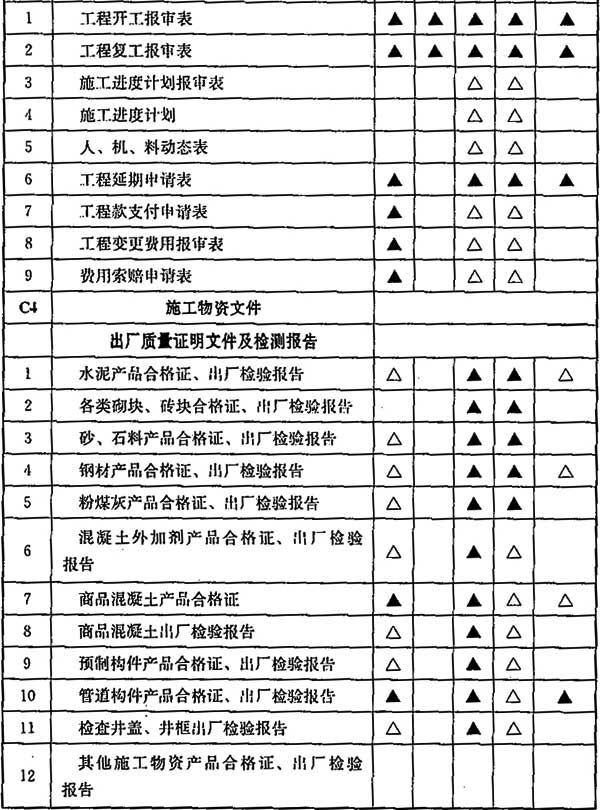 1 工程开工报审表 ▲ ▲ ▲ ▲ ▲
2 工程复工报审表 ▲ ▲ ▲ ▲ ▲
3 施工进度计划报审表 △ △
4 施工进度计划 △ △
5 人、机、料动态表 △ △
6 工程延期申请表 ▲ ▲ ▲ ▲
7 工程款支付申请表 ▲ △ △
8 工程变更费用报审表 ▲ △ △
9 费用索赔申请表 ▲ △ △
C4 施工物资文件
出厂质量证明文件及检测报告
1 水泥产品合格证、出厂检验报告 △ ▲ ▲ △
2 各类砌块、砖块合格证、出厂检验报告 ▲ ▲
3 砂、石料产品合格证、出厂检验报告 △ ▲ ▲
4 钢材产品合格证、出厂检验报告 △ ▲ ▲ △
5 粉煤灰产品合格证、出厂检验报告 △ ▲ ▲
6 混凝土外加剂产品合格证、出厂检验 △ ▲ △
报告
7 商品混凝土产品合格证 ▲ ▲ △ △
8 商品混凝土出厂检验报告 △ ▲ △
9 预制构件产品合格证、出厂检验报告 △ ▲ △
10 管道构件产品合格证、出厂检验报告 ▲ ▲ △ ▲
11 检查井盖、井框出厂检验报告 △ ▲ △
12 其他施工物资产品合格证、出厂检验
报告